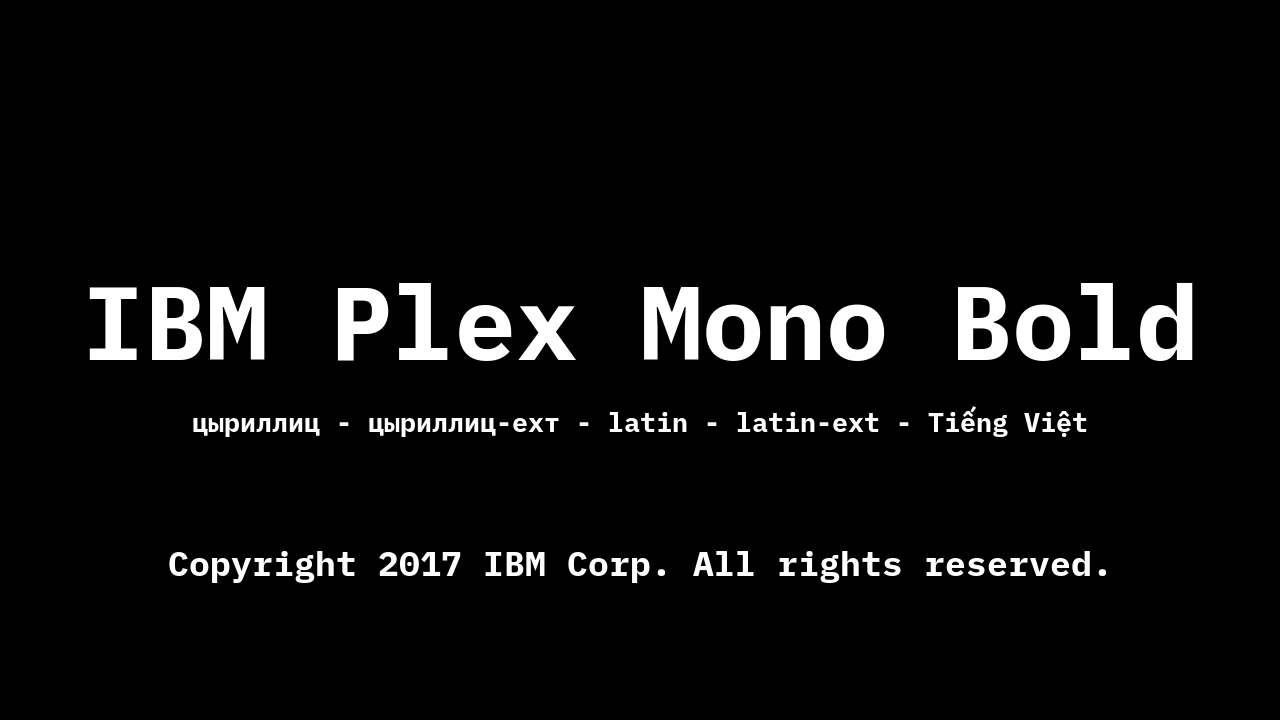 IBM Plex Mono Bold
цыриллиц - цыриллиц-ехт - latin - latin-ext - Tiếng Việt
Copyright 2017 IBM Corp. All rights reserved.